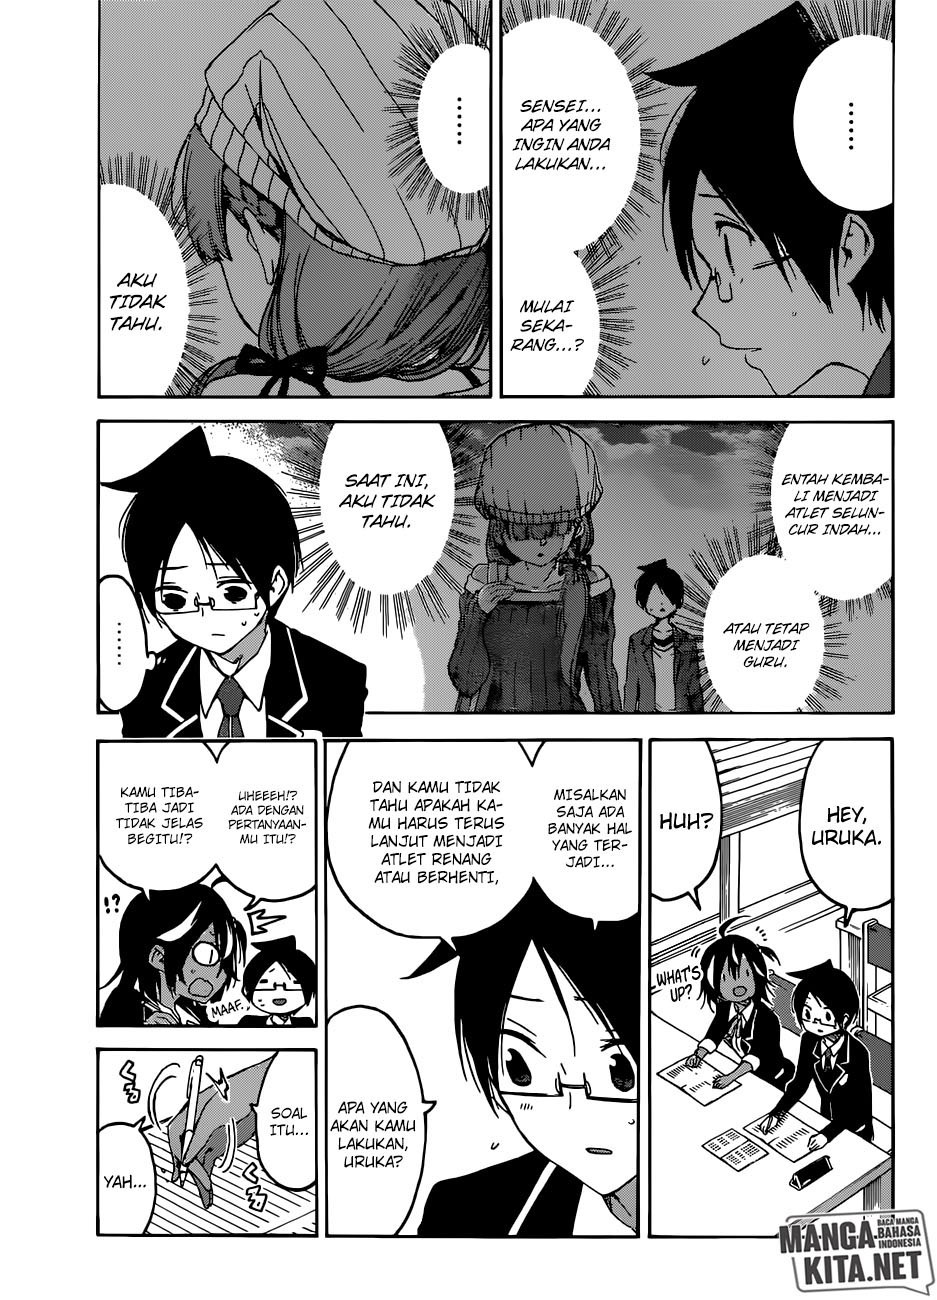 SENSEI...
APA YANG
INGIN ANDA
LAKUKAN...
MULAI
SEKA-
RANG...?
AKU
TIDAK
TAHU.
ENTAH KEMBA-
LI MENJADI
ATLET SELUN-
CUR INDAH...
ATAU TETAP
MENJADI
GURU.
SAAT INI,
AKU TIDAK
TAHU.
HEY,
URUKA.
HUH?
WHAT'S
UP?
MISALKAN
SAJA ADA
BANYAK HAL
YANG TER-
JADI...
DAN KAMU TIDAK
TAHU APAKAH KA-
MU HARUS TERUS
LANJUT MENJADI
ATLET RENANG
ATAU BERHENTI,
APA YANG
AKAN KAMU
LAKUKAN,
URUKA?
UHEEEH!?
ADA DENGAN
PERTANYAAN-
MU ITU!?
KAMU TIBA-
TIBA JADI
TIDAK JELAS
BEGITU!?
!?
MAAF.
SOAL
ITU...
YAH...
くる
くる
MANGA
KITA.NET
BACA MANGA
BAHASA
INDONESIA